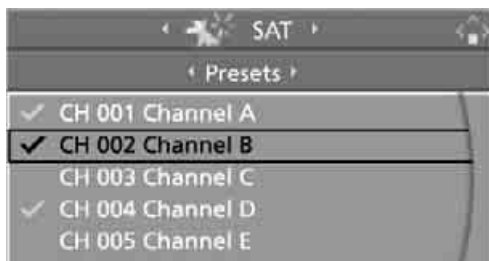 SAT
Presets
CH 001 Channel A
CH 002 Channel B
CH 003 Channel C
CH 004 Channel D
CH 005 Channel E